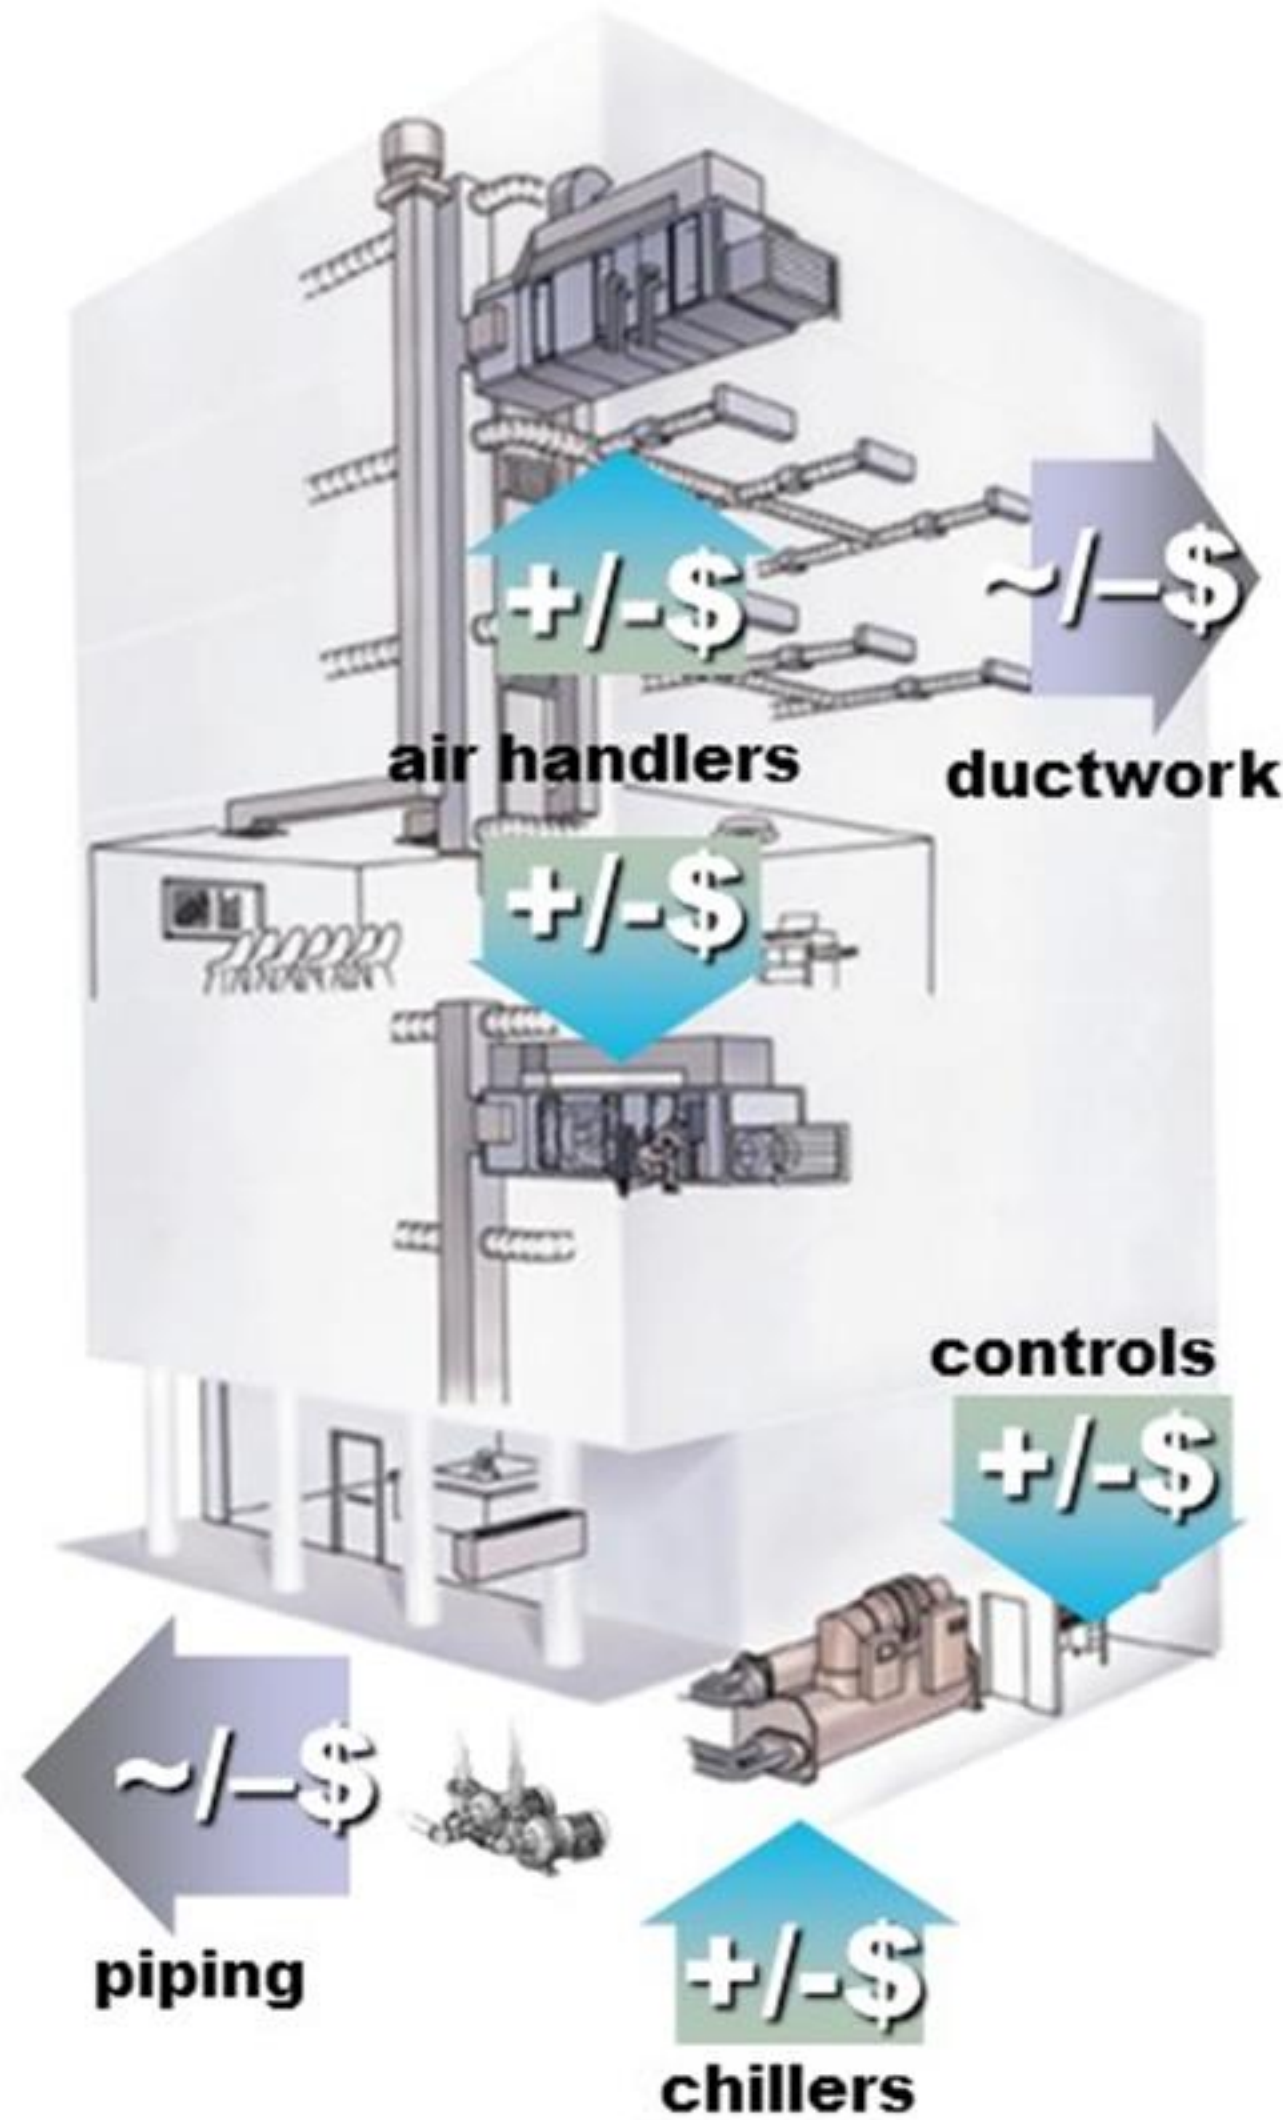 +/-$
~/–$
air handlers
ductwork
+/-$
controls
+/-$
~/–$
piping
+/-$
chillers